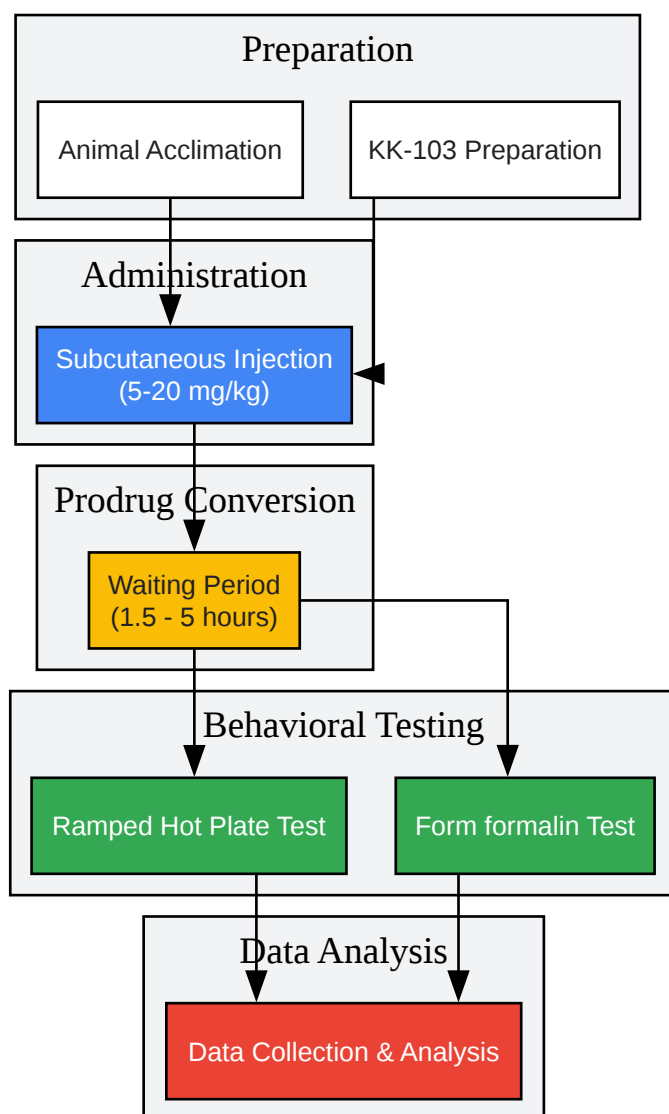 Preparation
Animal Acclimation
KK-103 Preparation
Administration
Subcutaneous Injection
(5-20 mg/kg)
Prodrug Conversion
Waiting Period
(1.5 - 5 hours)
Behavioral Testing
Ramped Hot Plate Test
Form formalin Test
Data Analysis
Data Collection & Analysis